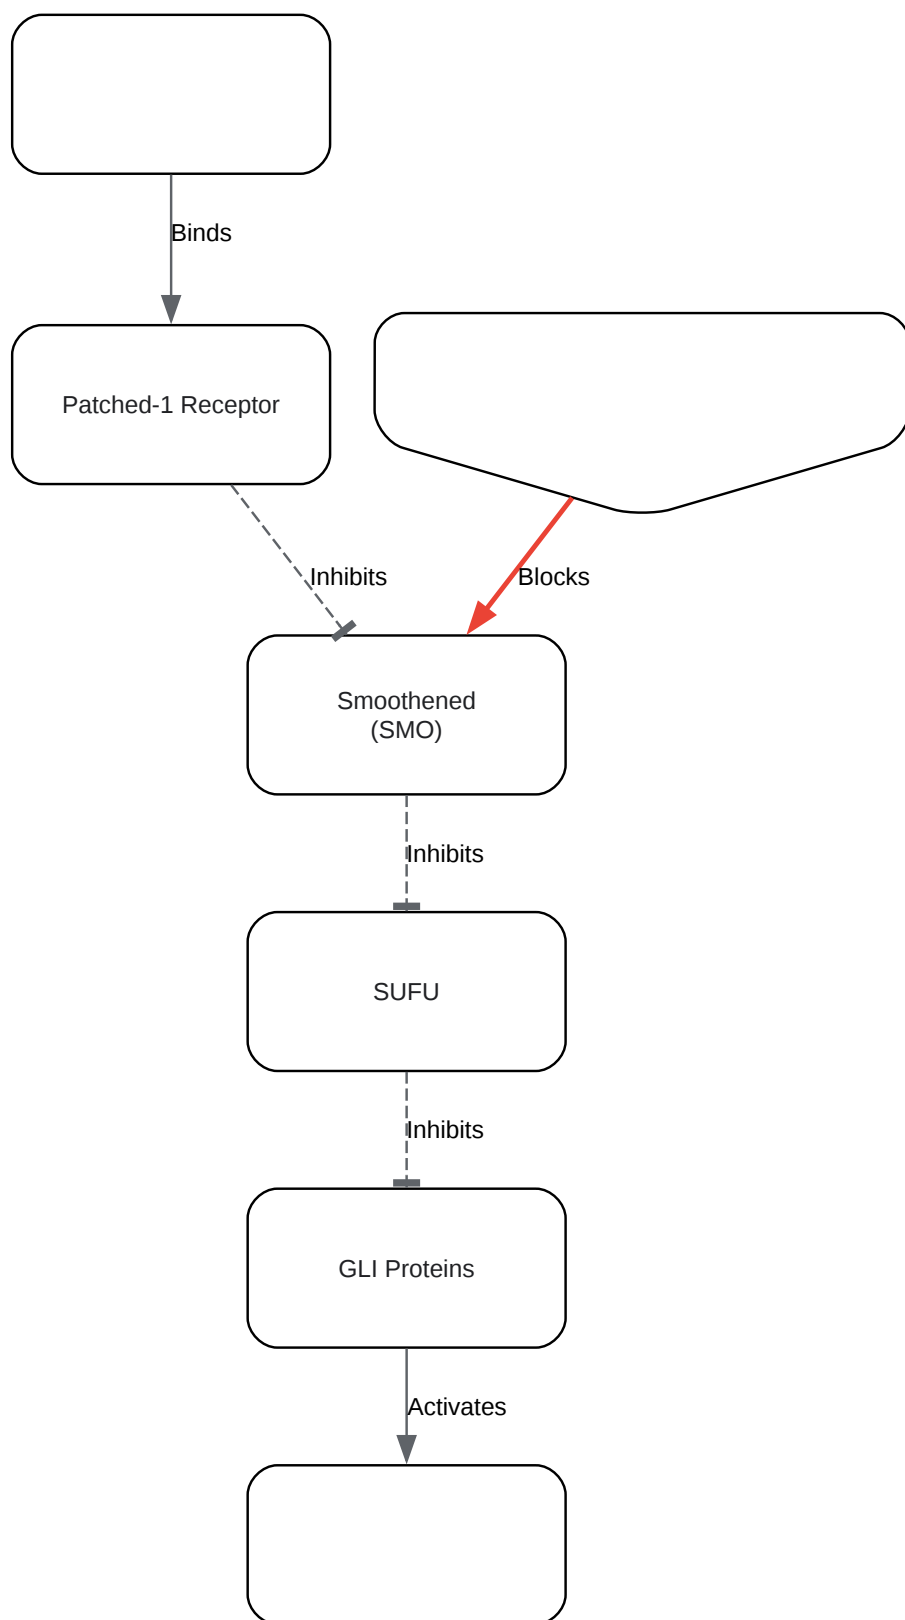 Binds
Patched-1 Receptor
Inhibits
Blocks
Smoothened
(SMO)
Inhibits
SUFU
Inhibits
GLI Proteins
Activates